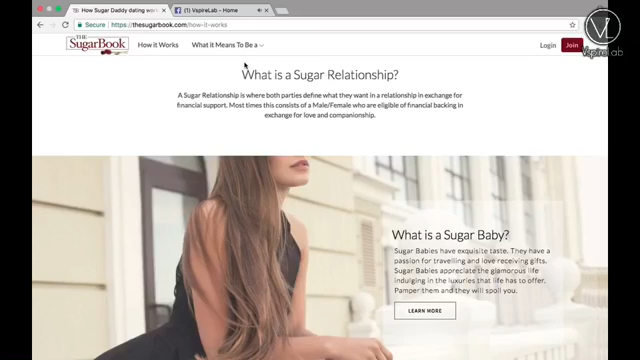 How Sugar Daddy dating work
(1) VspireLab - Home
https://thesugarbook.com/how-it-works
THE
SugarBook
How it Works
What it Means To Be a
Login
Join
VL
What is a Sugar Relationship?
A Sugar Relationship is where both parties define what they want in a relationship in exchange for
financial support. Most times this consists of a Male/Female who are eligible of financial backing in
exchange for love and companionship.
What is a Sugar Baby?
Sugar Babies have exquisite taste. They have a
passion for travelling and love receiving gifts.
Sugar Babies appreciate the glamorous life
indulging in the luxuries that life has to offer.
Pamper them and they will spoil you.
LEARN MORE